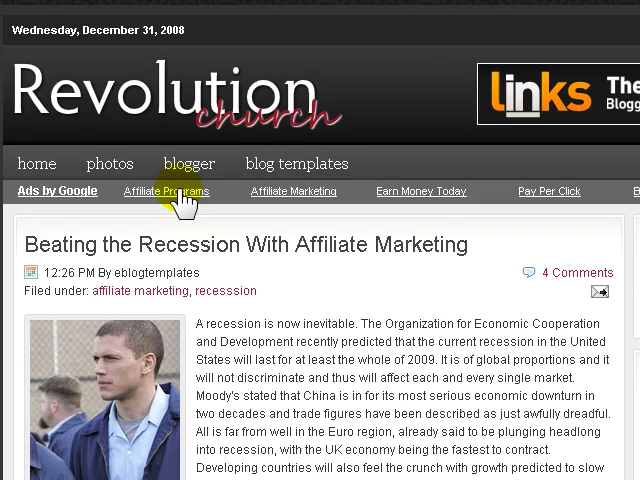 Wednesday, December 31, 2008
Revolution
church
links
The
Blogg
home photos blogger blog templates
Ads by Google Affiliate Programs Affiliate Marketing Earn Money Today Pay Per Click B
Beating the Recession With Affiliate Marketing
12:26 PM By eblogtemplates 4 Comments
Filed under: affiliate marketing, recesssion
A recession is now inevitable. The Organization for Economic Cooperation
and Development recently predicted that the current recession in the United
States will last for at least the whole of 2009. It is of global proportions and it
will not discriminate and thus will affect each and every single market.
Moody's stated that China is in for its most serious economic downturn in
two decades and trade figures have been described as just awfully dreadful.
All is far from well in the Euro region, already said to be plunging headlong
into recession, with the UK economy being the fastest to contract.
Developing countries will also feel the crunch with growth predicted to slow